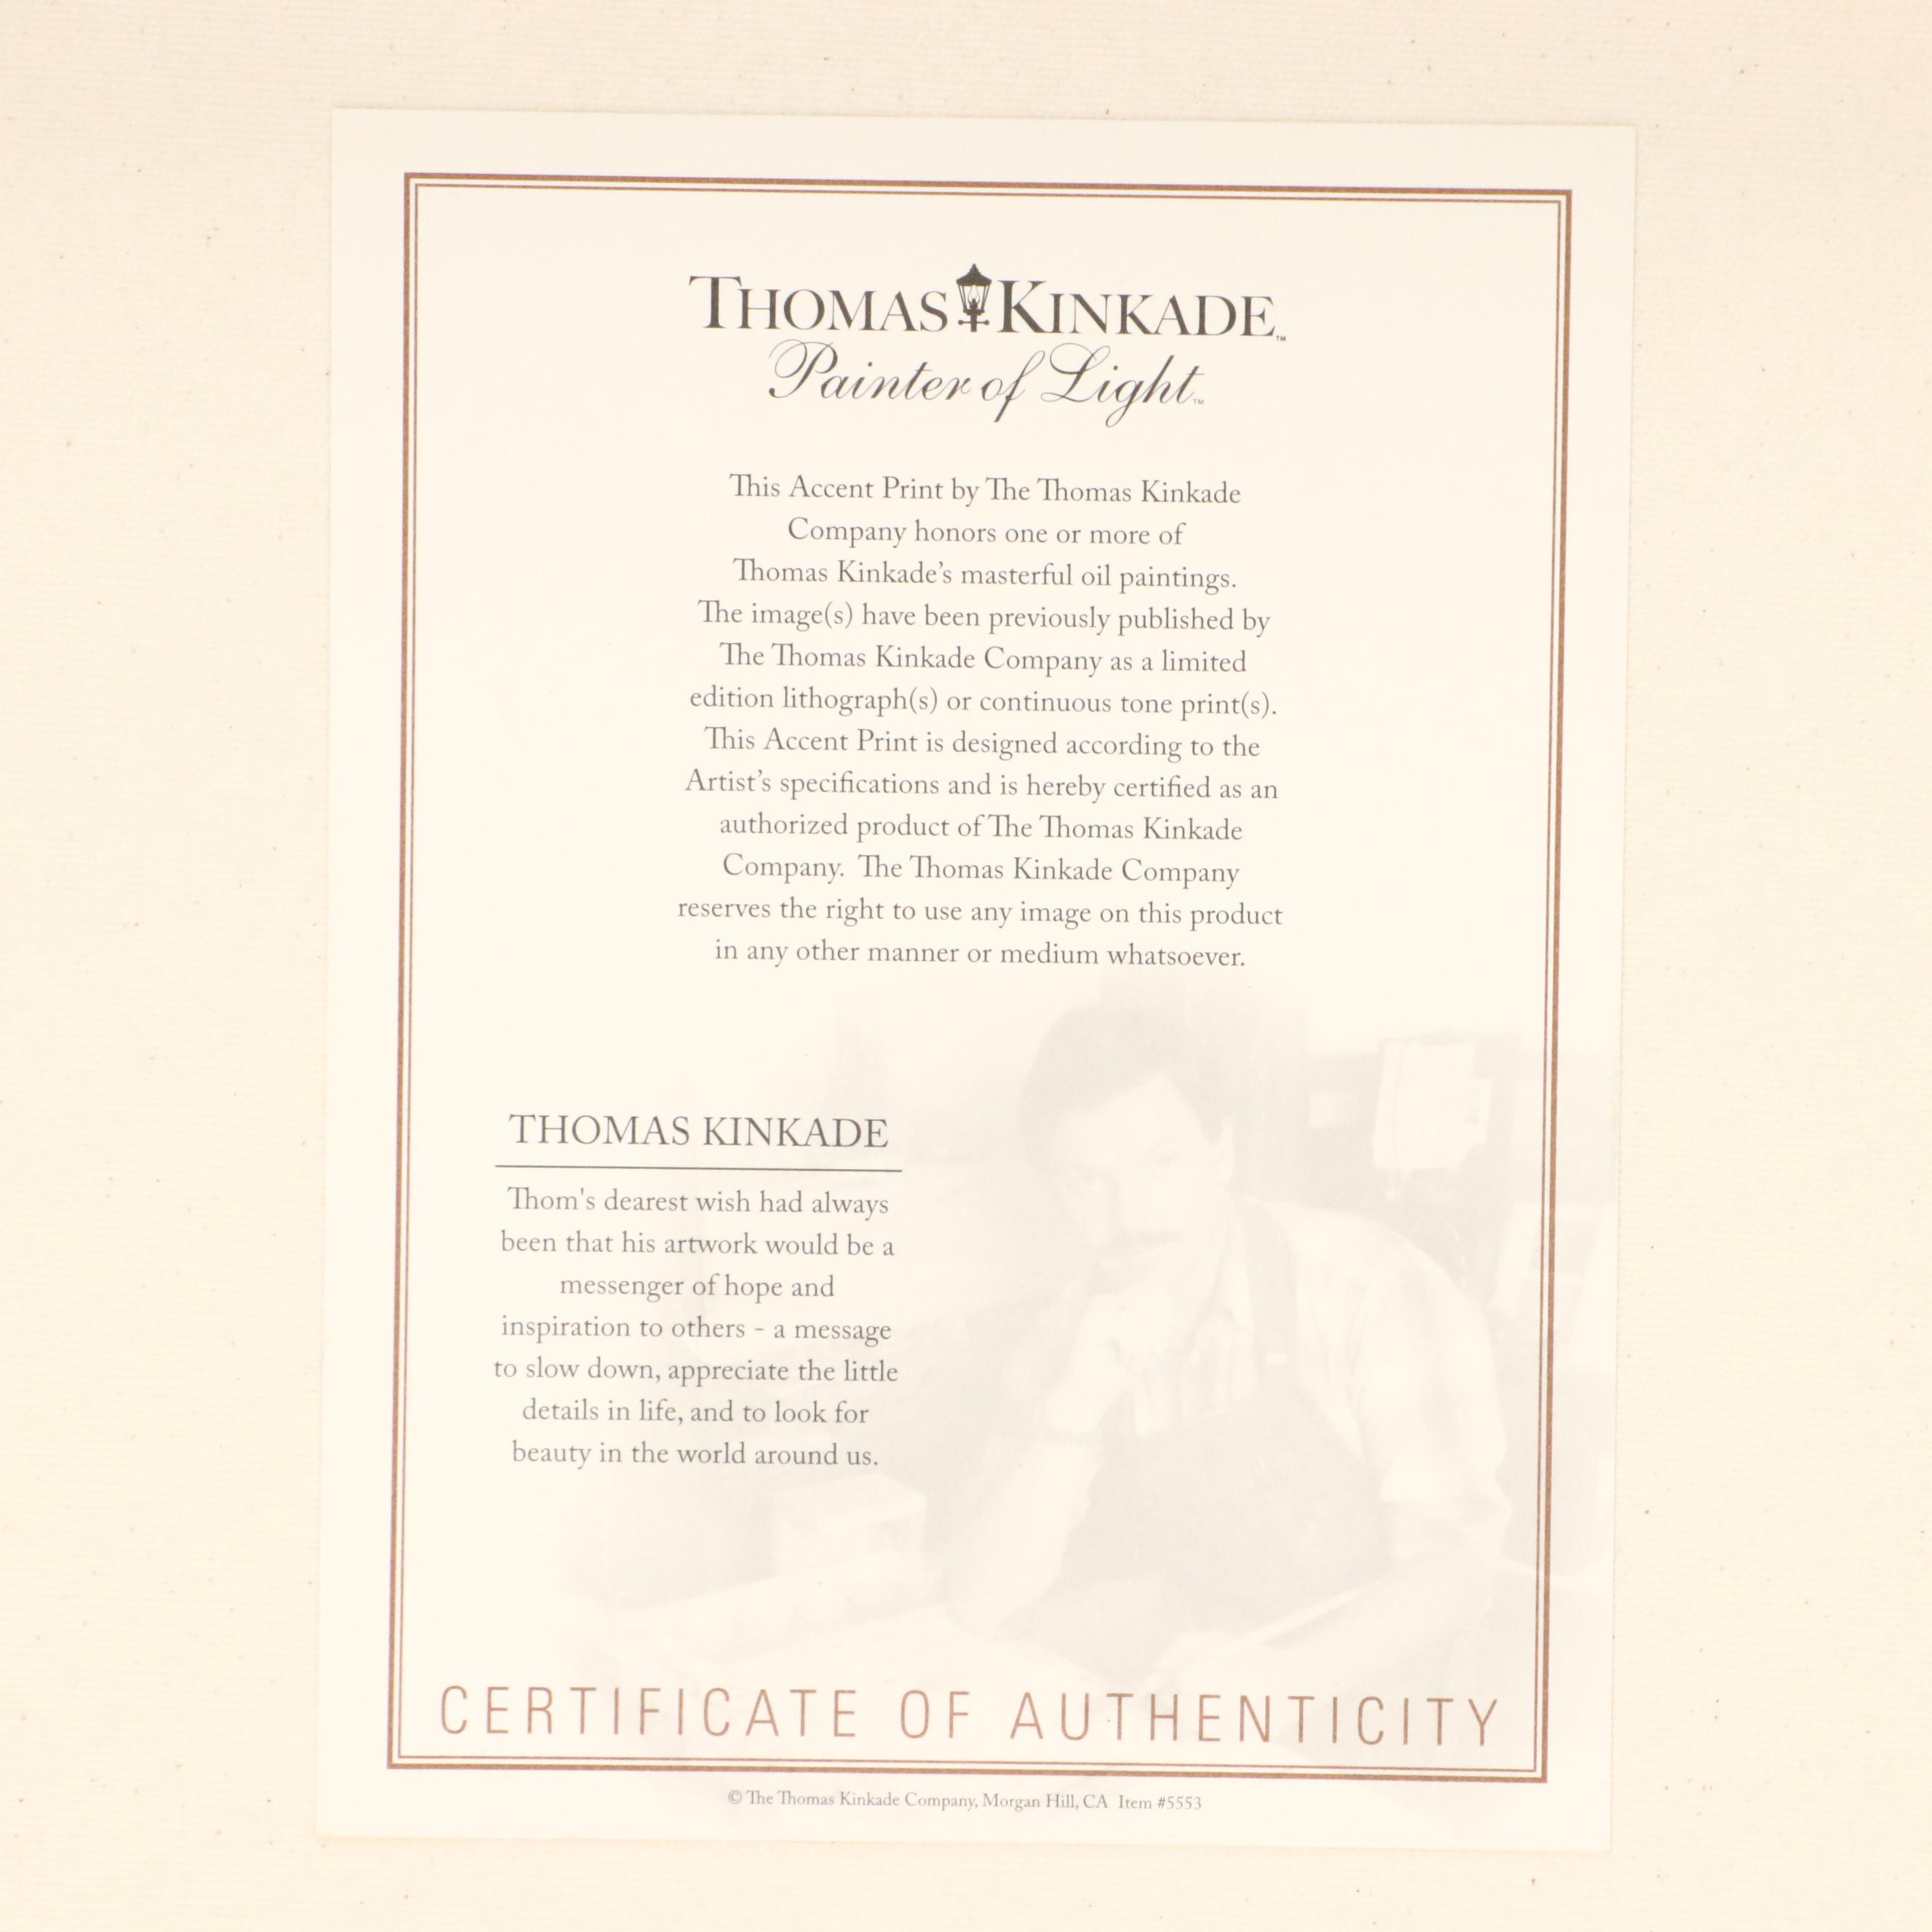 THOMAS KINKADE™
Painter of Light™
This Accent Print by The Thomas Kinkade
Company honors one or more of
Thomas Kinkade's masterful oil paintings.
The image(s) have been previously published by
The Thomas Kinkade Company as a limited
edition lithograph(s) or continuous tone print(s).
This Accent Print is designed according to the
Artist's specifications and is hereby certified as an
authorized product of The Thomas Kinkade
Company. The Thomas Kinkade Company
reserves the right to use any image on this product
in any other manner or medium whatsoever.
THOMAS KINKADE
Thom's dearest wish had always
been that his artwork would be a
messenger of hope and
inspiration to others - a message
to slow down, appreciate the little
details in life, and to look for
beauty in the world around us.
CERTIFICATE OF AUTHENTICITY
© The Thomas Kinkade Company, Morgan Hill, CA Item #5553